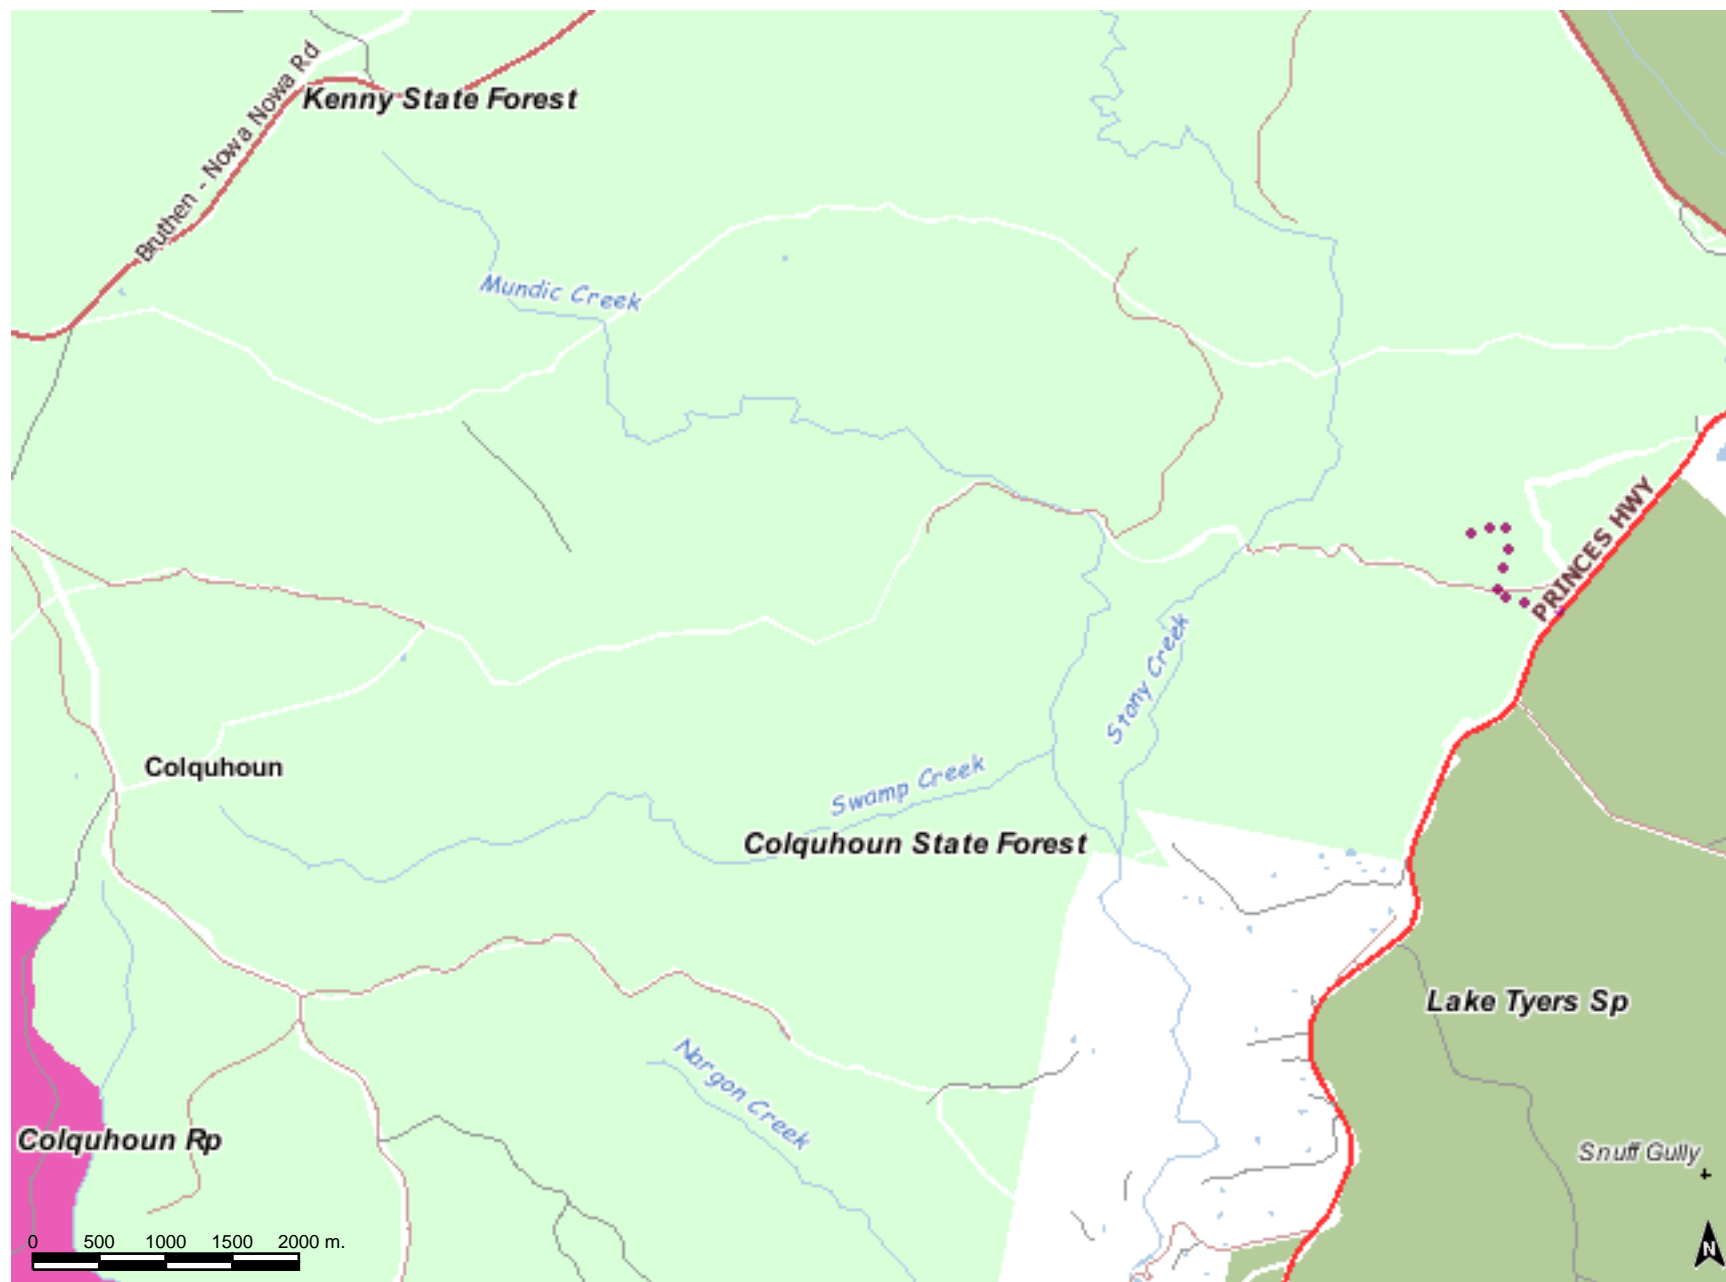 Bruthen - Nowa Nowa Rd
Kenny State Forest
Mundic Creek
PRINCES HWY
Stony Creek
Colquhoun
Swamp Creek
Colquhoun State Forest
Lake Tyers Sp
Nargon Creek
Colquhoun Rp
Snuff Gully
0 500 1000 1500 2000 m.
N